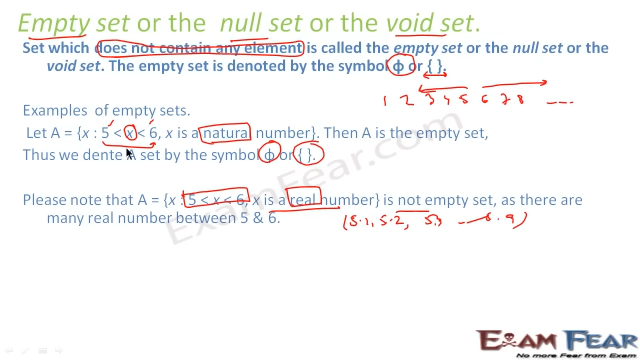 Empty set or the null set or the void set.
Set which does not contain any element is called the empty set or the null set or the
void set. The empty set is denoted by the symbol ϕ or { }.
1 2 3 4 5 6 7 8 ....
Examples of empty sets.
Let A = {x : 5 < x < 6, x is a natural number}. Then A is the empty set,
Thus we dente A set by the symbol ϕ or { }.
Please note that A = {x : 5 < x < 6, x is a real number} is not empty set, as there are
many real number between 5 & 6.
(5.1, 5.2, 5.3 5.9)
ExamFear.com
EXAM FEAR